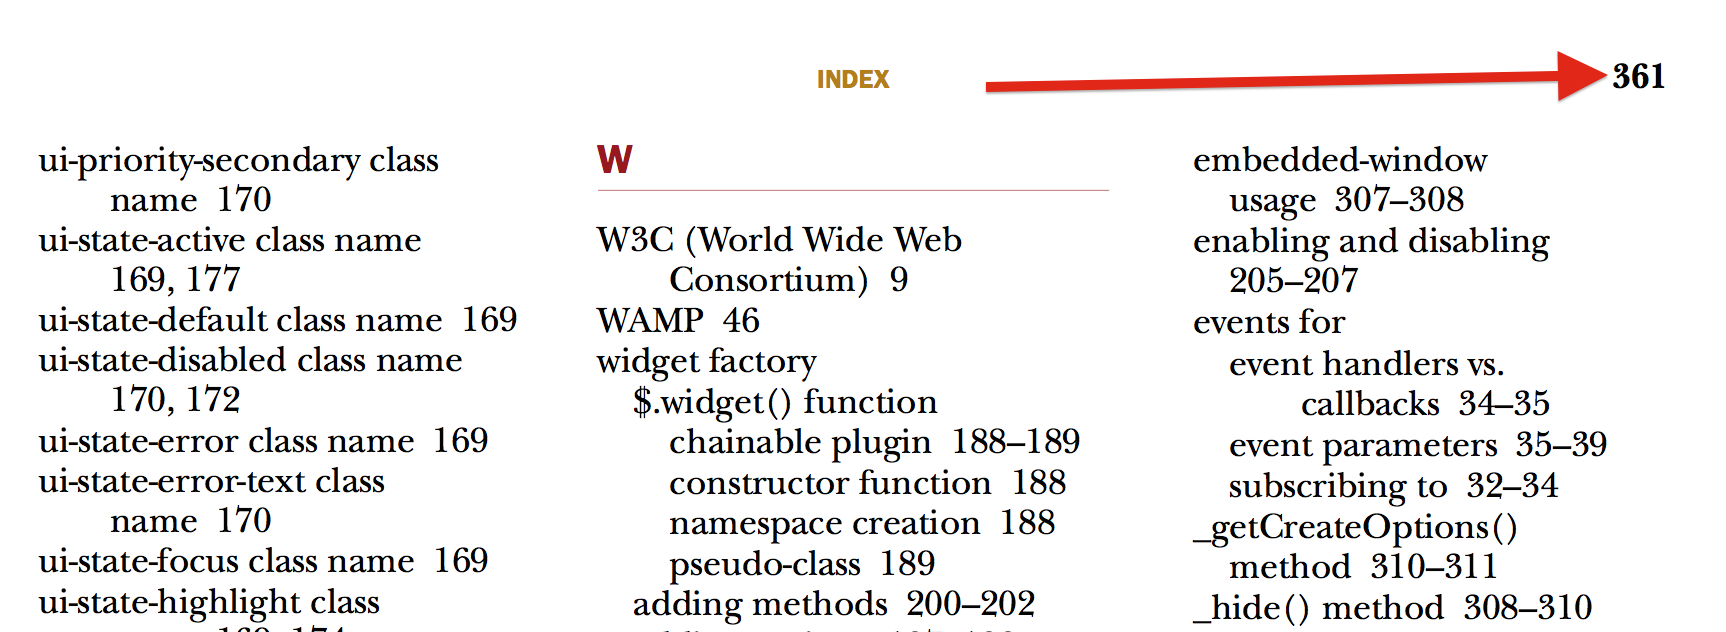 INDEX
361
ui-priority-secondary class
name 170
ui-state-active class name
169, 177
ui-state-default class name 169
ui-state-disabled class name
170, 172
ui-state-error class name 169
ui-state-error-text class
name 170
ui-state-focus class name 169
ui-state-highlight class
W
W3C (World Wide Web
Consortium) 9
WAMP 46
widget factory
$.widget() function
chainable plugin 188–189
constructor function 188
namespace creation 188
pseudo-class 189
adding methods 200–202
embedded-window
usage 307–308
enabling and disabling
205–207
events for
event handlers vs.
callbacks 34–35
event parameters 35–39
subscribing to 32–34
_getCreateOptions()
method 310–311
_hide() method 308–310